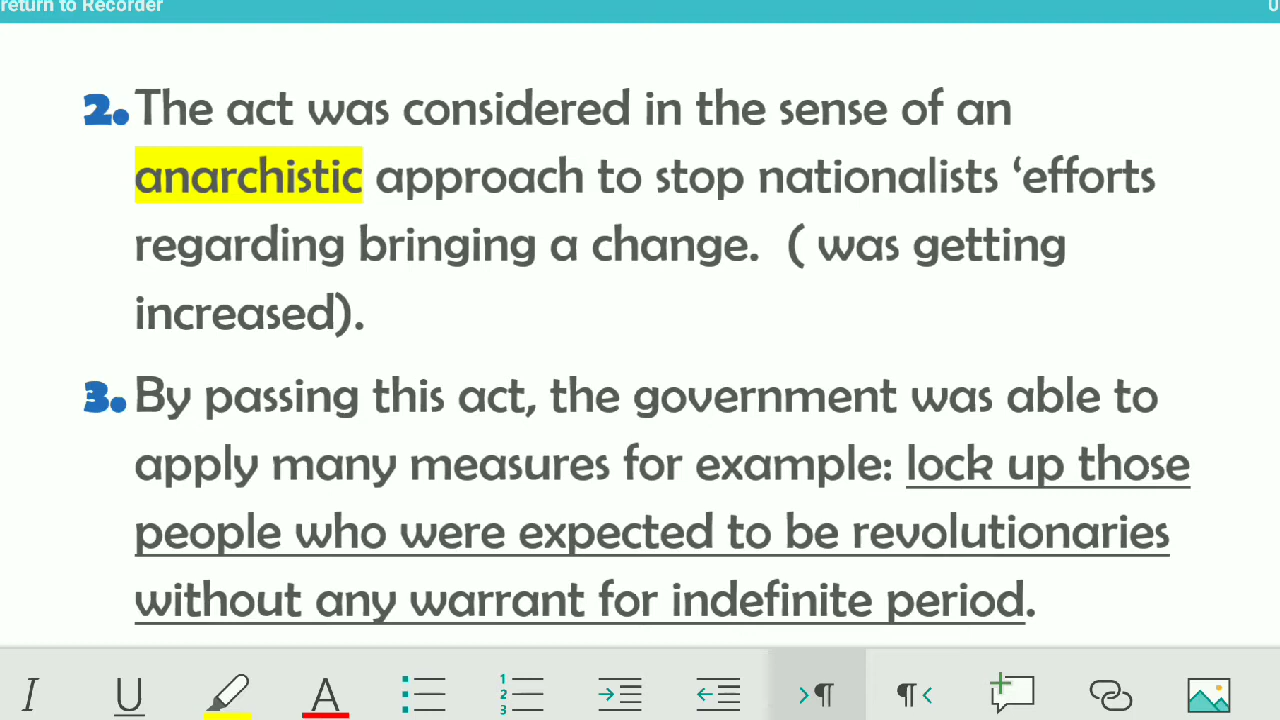 return to Recorder
2. The act was considered in the sense of an
anarchistic approach to stop nationalists ‘efforts
regarding bringing a change. ( was getting
increased).
3. By passing this act, the government was able to
apply many measures for example: lock up those
people who were expected to be revolutionaries
without any warrant for indefinite period.